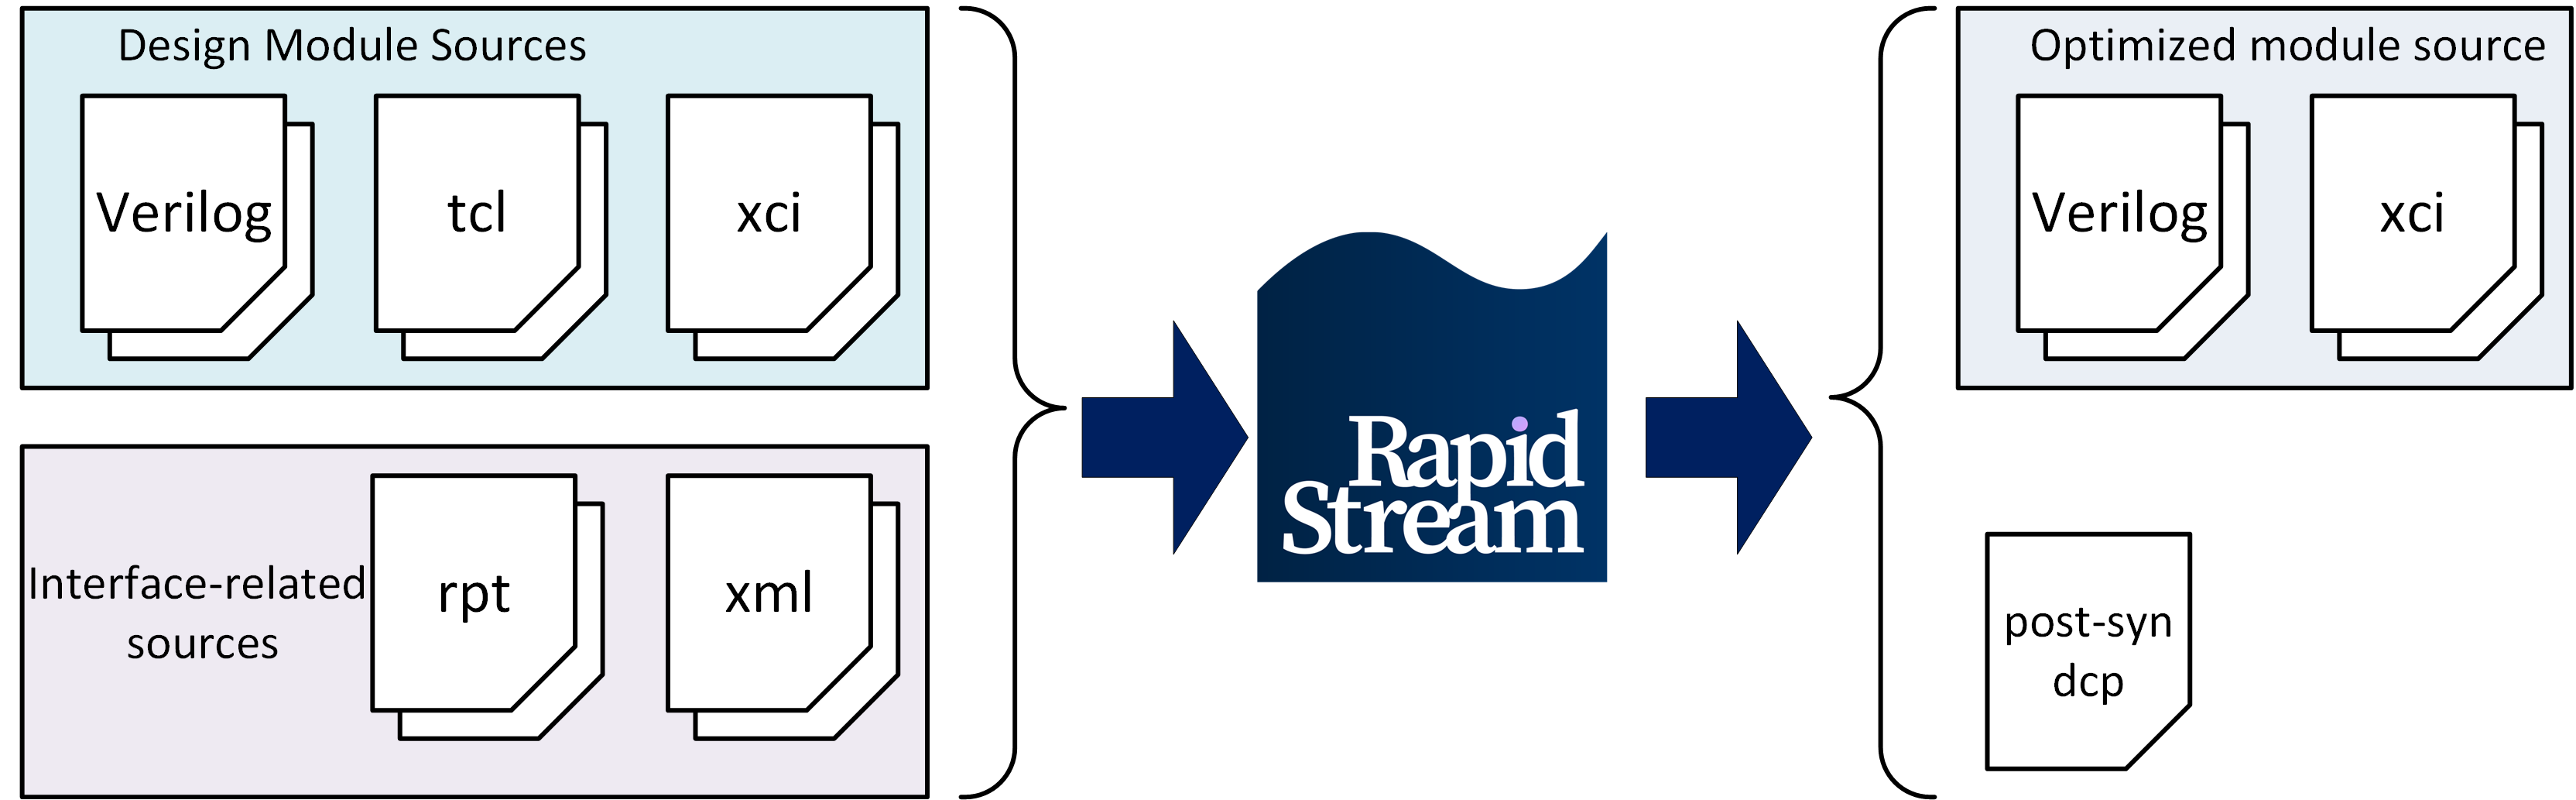 Design Module Sources
Verilog
tcl
xci
Interface-related
sources
rpt
xml
Rapid
Stream
Optimized module source
Verilog
xci
post-syn
dcp